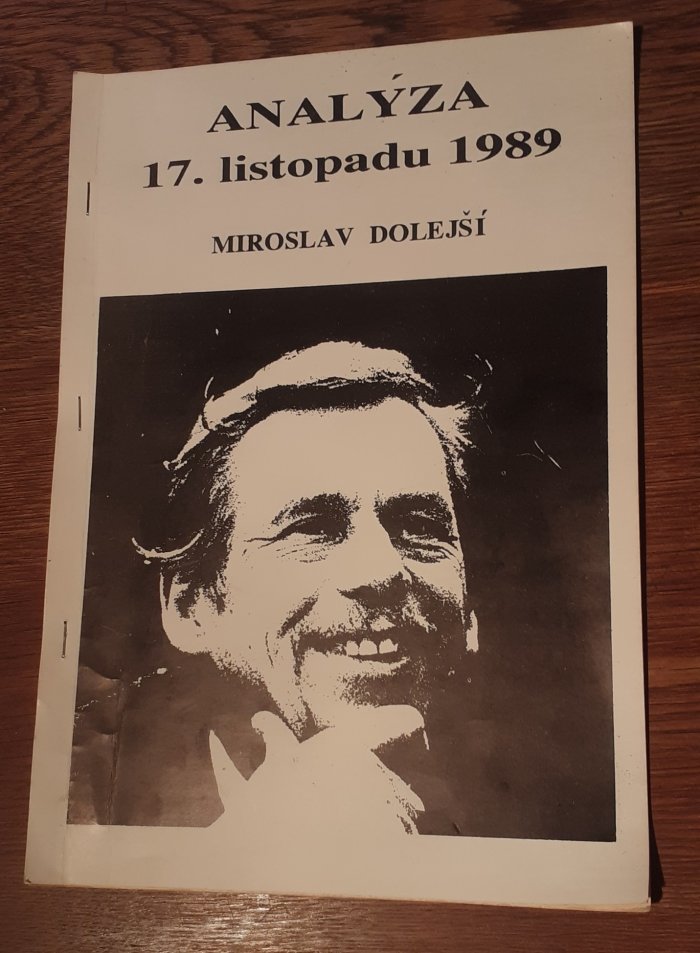 ANALÝZA
17. listopadu 1989
MIROSLAV DOLEJŠÍ